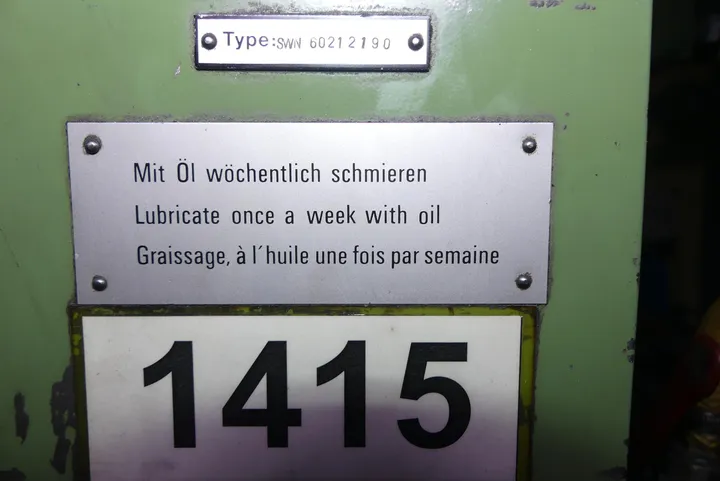 Type: SWN 60212190
Mit Öl wöchentlich schmieren
Lubricate once a week with oil
Graissage, à l´huile une fois par semaine
1415